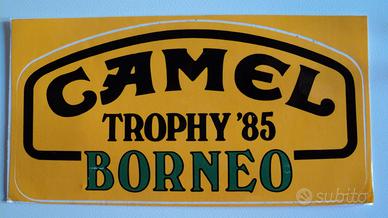 CAMEL
TROPHY '85
BORNEO
subito